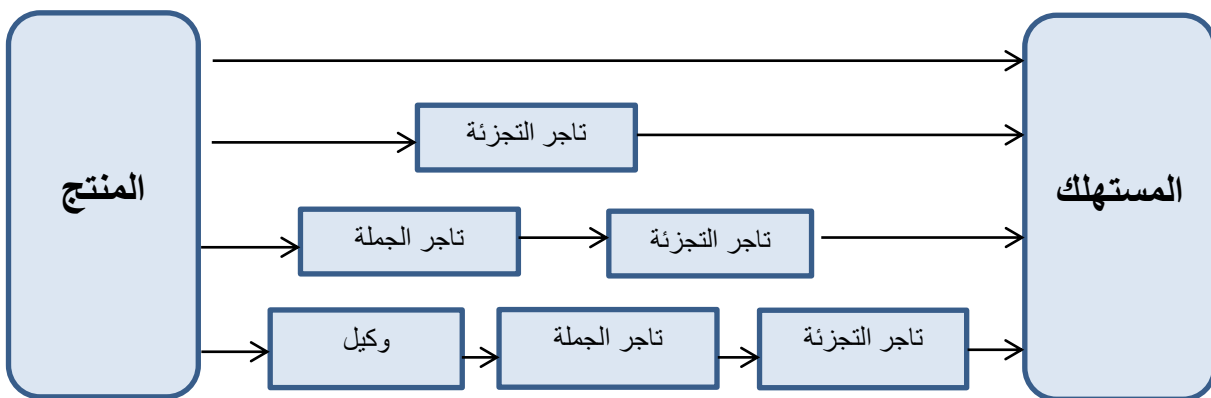 تاجر التجزئة
المنتج
المستهلك
تاجر الجملة
تاجر التجزئة
وكيل
تاجر الجملة
تاجر التجزئة